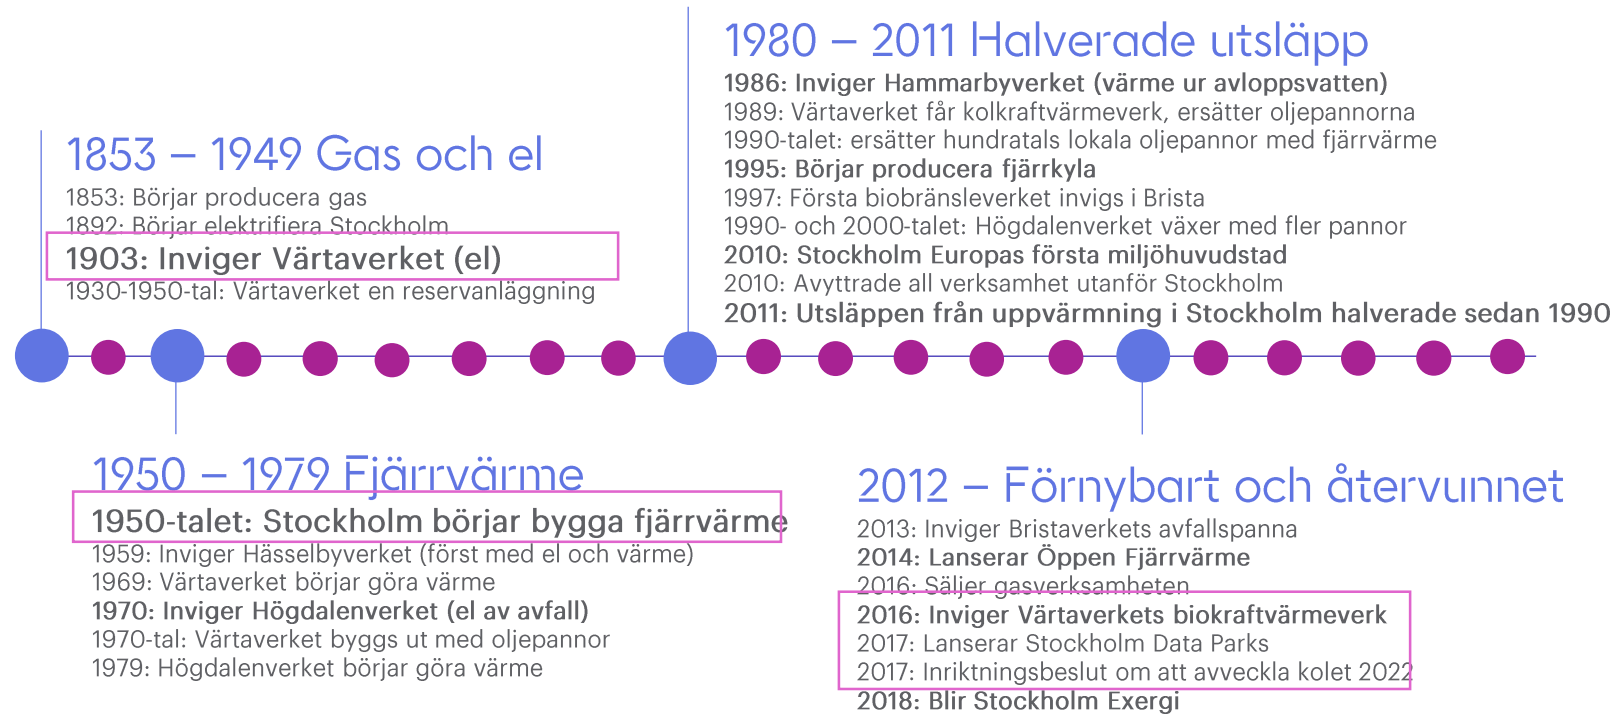 1853 – 1949 Gas och el
1853: Börjar producera gas
1892: Börjar elektrifiera Stockholm
1903: Inviger Värtaverket (el)
1930-1950-tal: Värtaverket en reservanläggning
1950 – 1979 Fjärrvärme
1950-talet: Stockholm börjar bygga fjärrvärme
1959: Inviger Hässelbyverket (först med el och värme)
1969: Värtaverket börjar göra värme
1970: Inviger Högdalenverket (el av avfall)
1970-tal: Värtaverket byggs ut med oljepannor
1979: Högdalenverket börjar göra värme
1980 – 2011 Halverade utsläpp
1986: Inviger Hammarbyverket (värme ur avloppsvatten)
1989: Värtaverket får kolkraftvärmeverk, ersätter oljepannorna
1990-talet: ersätter hundratals lokala oljepannor med fjärrvärme
1995: Börjar producera fjärrkyla
1997: Första biobränsleverket invigs i Brista
1990- och 2000-talet: Högdalenverket växer med fler pannor
2010: Stockholm Europas första miljöhuvudstad
2010: Avyttrade all verksamhet utanför Stockholm
2011: Utsläppen från uppvärmning i Stockholm halverade sedan 1990
2012 – Förnybart och återvunnet
2013: Inviger Bristaverkets avfallspanna
2014: Lanserar Öppen Fjärrvärme
2016: Säljer gasverksamheten
2016: Inviger Värtaverkets biokraftvärmeverk
2017: Lanserar Stockholm Data Parks
2017: Inriktningsbeslut om att avveckla kolet 2022
2018: Blir Stockholm Exergi